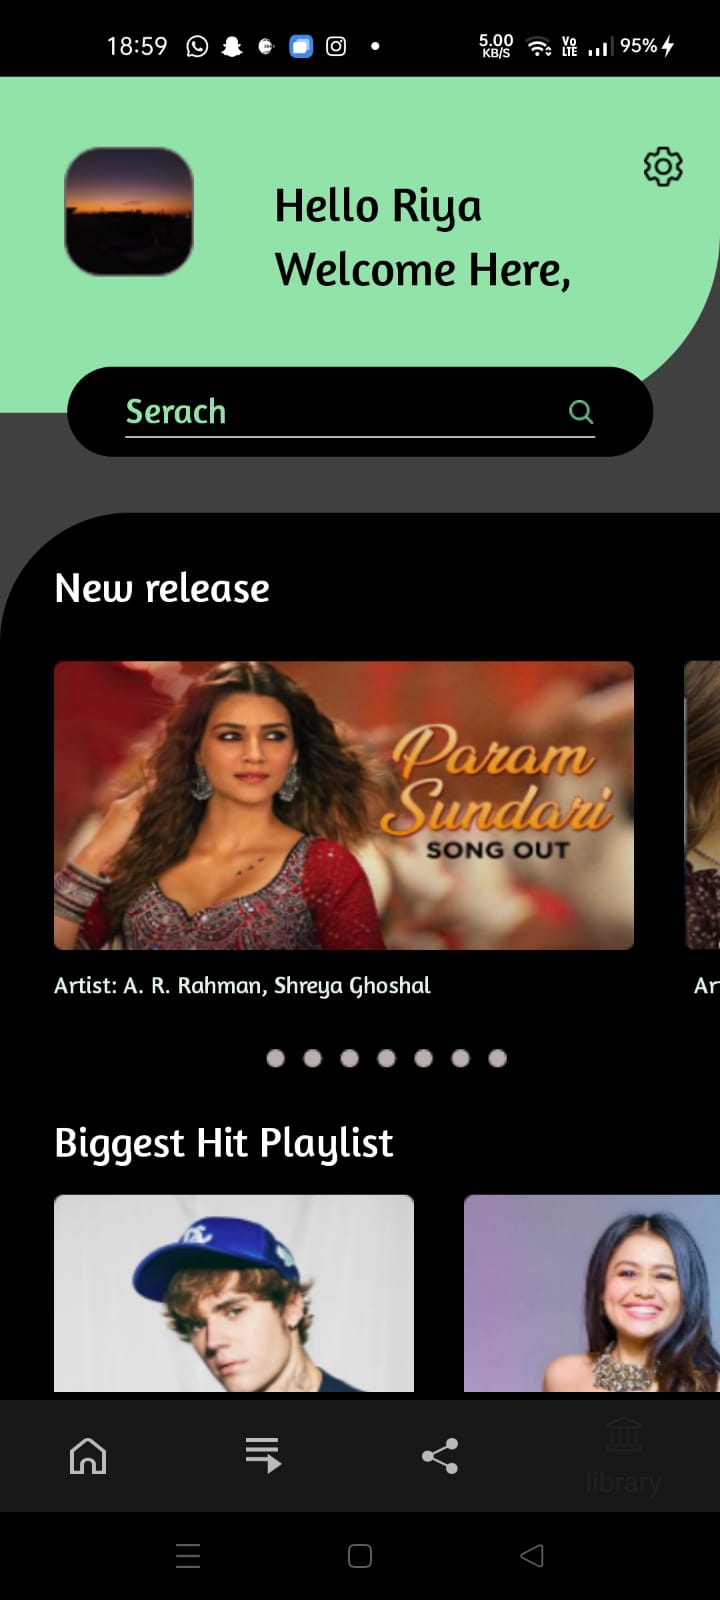 18:59
5.00
KB/S
Vo
LTE
95%
Hello Riya
Welcome Here,
Serach
New release
Param
Sundari
SONG OUT
Artist: A. R. Rahman, Shreya Ghoshal
Ar
Biggest Hit Playlist
library